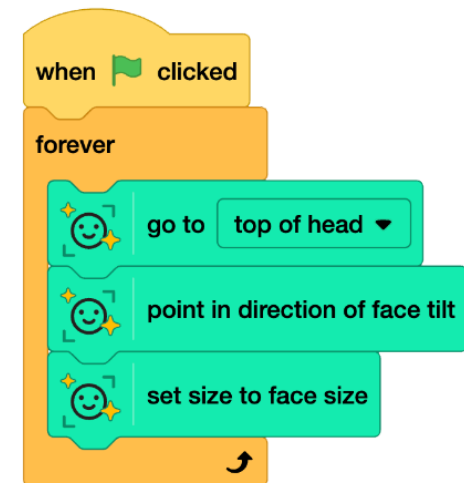 when clicked
forever
go to top of head
point in direction of face tilt
set size to face size